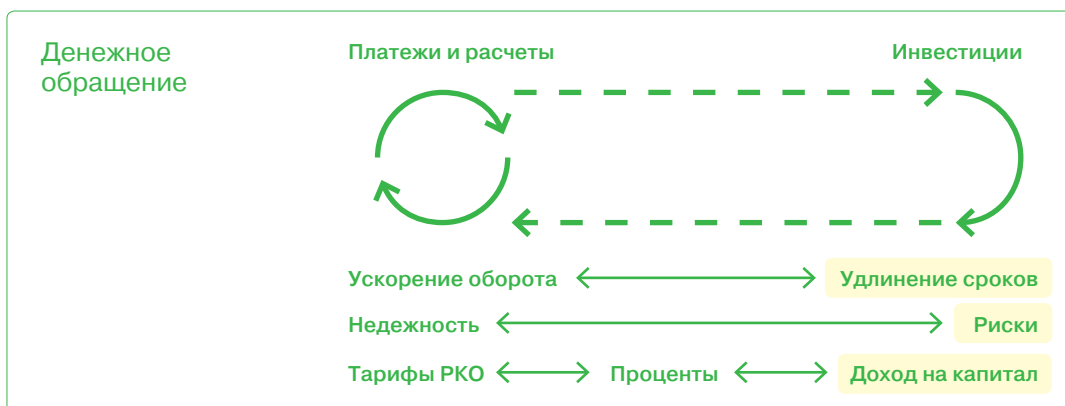 Денежное
обращение
Платежи и расчеты
Инвестиции
Ускорение оборота
Удлинение сроков
Недежность
Риски
Тарифы РКО
Проценты
Доход на капитал